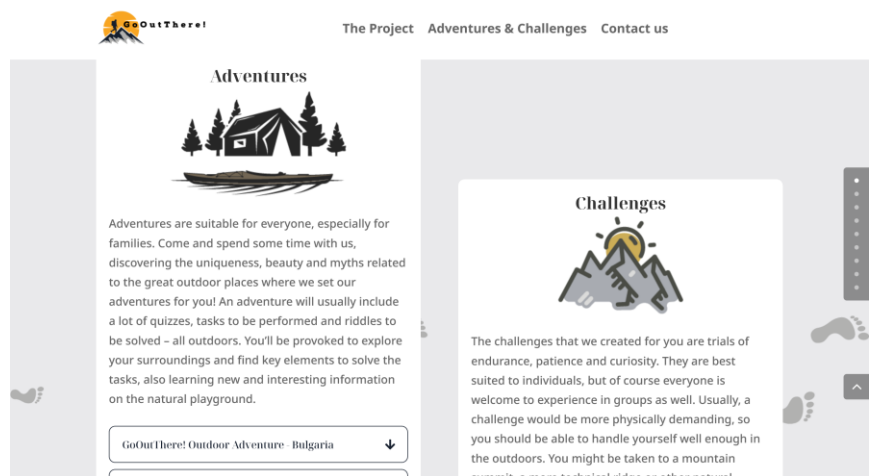 GoOutThere!
The Project
Adventures & Challenges
Contact us
Adventures
Adventures are suitable for everyone, especially for
families. Come and spend some time with us,
discovering the uniqueness, beauty and myths related
to the great outdoor places where we set our
adventures for you! An adventure will usually include
a lot of quizzes, tasks to be performed and riddles to
be solved – all outdoors. You'll be provoked to explore
your surroundings and find key elements to solve the
tasks, also learning new and interesting information
on the natural playground.
GoOutThere! Outdoor Adventure - Bulgaria
Challenges
The challenges that we created for you are trials of
endurance, patience and curiosity. They are best
suited to individuals, but of course everyone is
welcome to experience in groups as well. Usually, a
challenge would be more physically demanding, so
you should be able to handle yourself well enough in
the outdoors. You might be taken to a mountain